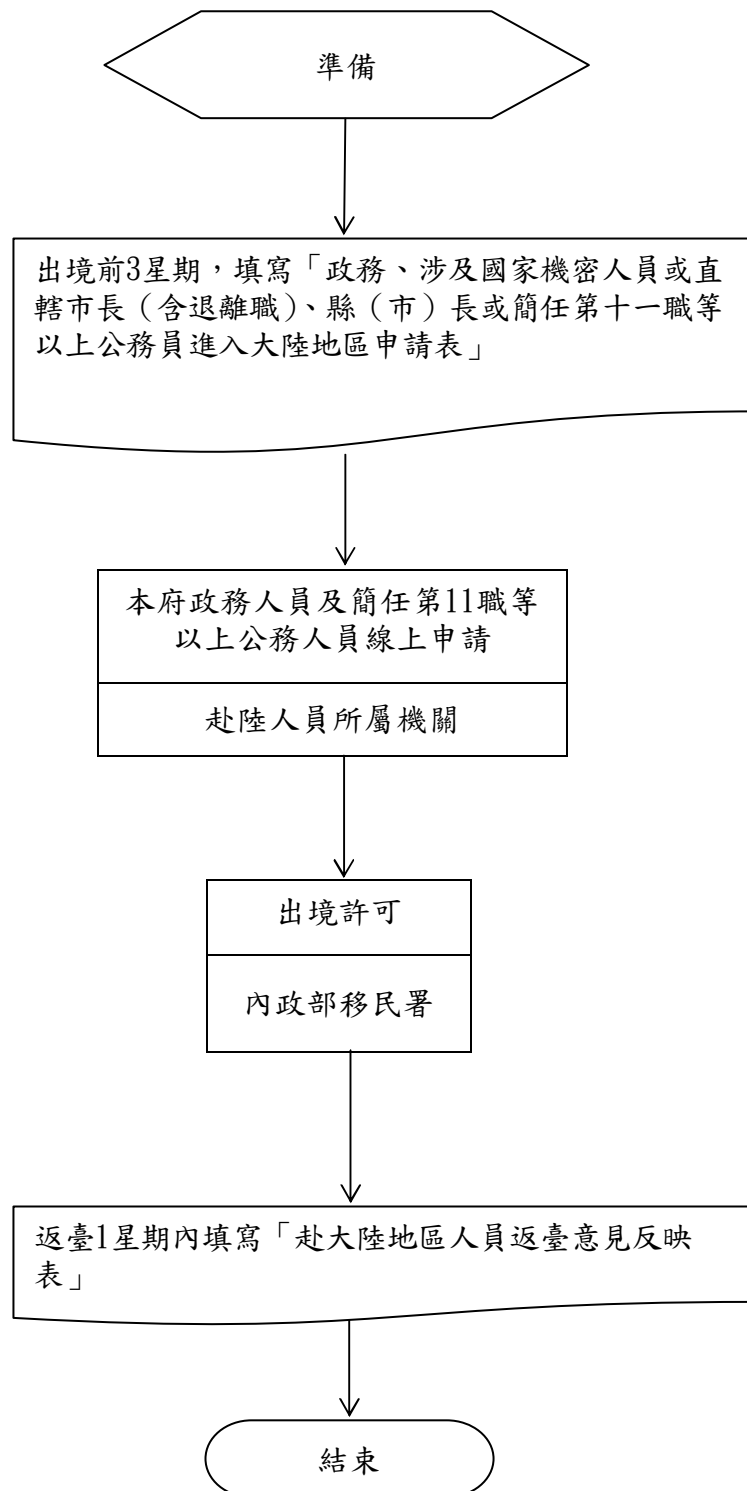 準備
出境前3星期，填寫「政務、涉及國家機密人員或直
轄市長（含退離職）、縣（市）長或簡任第十一職等
以上公務員進入大陸地區申請表」
本府政務人員及簡任第11職等
以上公務人員線上申請
赴陸人員所屬機關
出境許可
內政部移民署
返臺1星期內填寫「赴大陸地區人員返臺意見反映
表」
結束